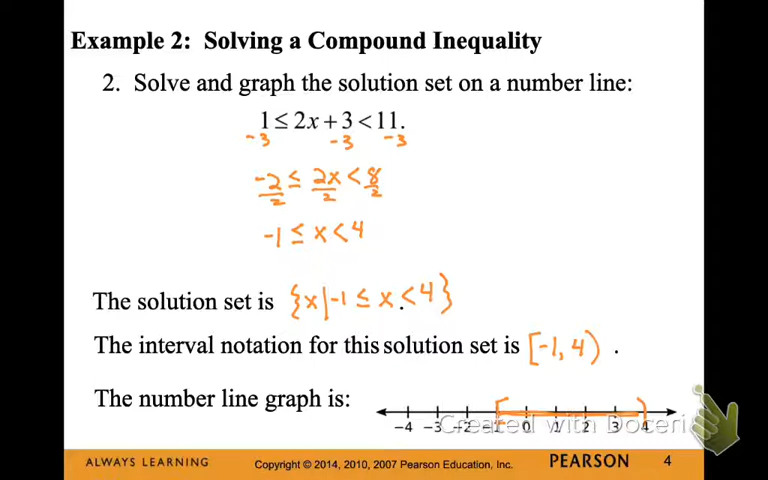 Example 2: Solving a Compound Inequality
2. Solve and graph the solution set on a number line:
1 ≤ 2x + 3 < 11.
-3 -3 -3
-2/2 ≤ 2x/2 < 8/2
-1 ≤ x < 4
The solution set is {x|-1 ≤ x < 4}
The interval notation for this solution set is [-1, 4) .
The number line graph is:
-4 -3 -2 -1 0 1 2 3 4
Created with Doceri
ALWAYS LEARNING Copyright © 2014, 2010, 2007 Pearson Education, Inc. PEARSON 4